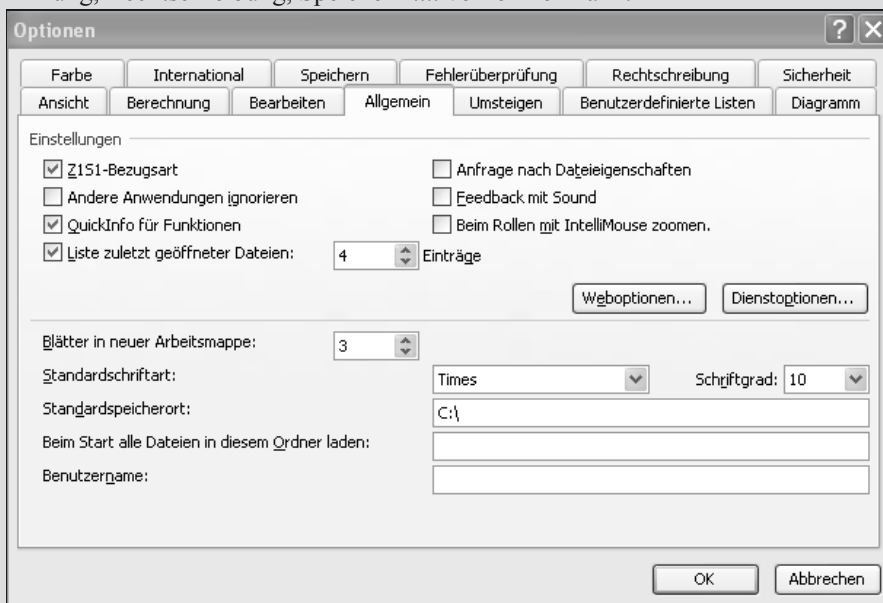 Optionen
Farbe International Speichern Fehlerüberprüfung Rechtschreibung Sicherheit
Ansicht Berechnung Bearbeiten Allgemein Umsteigen Benutzerdefinierte Listen Diagramm
Einstellungen
Z1S1-Bezugsart Anfrage nach Dateieigenschaften
Andere Anwendungen ignorieren Feedback mit Sound
QuickInfo für Funktionen Beim Rollen mit IntelliMouse zoomen.
Liste zuletzt geöffneter Dateien: 4 Einträge
Weboptionen... Dienstoptionen...
Blätter in neuer Arbeitsmappe: 3
Standardschriftart: Times Schriftgrad: 10
Standardspeicherort: C:\
Beim Start alle Dateien in diesem Ordner laden:
Benutzername:
OK Abbrechen